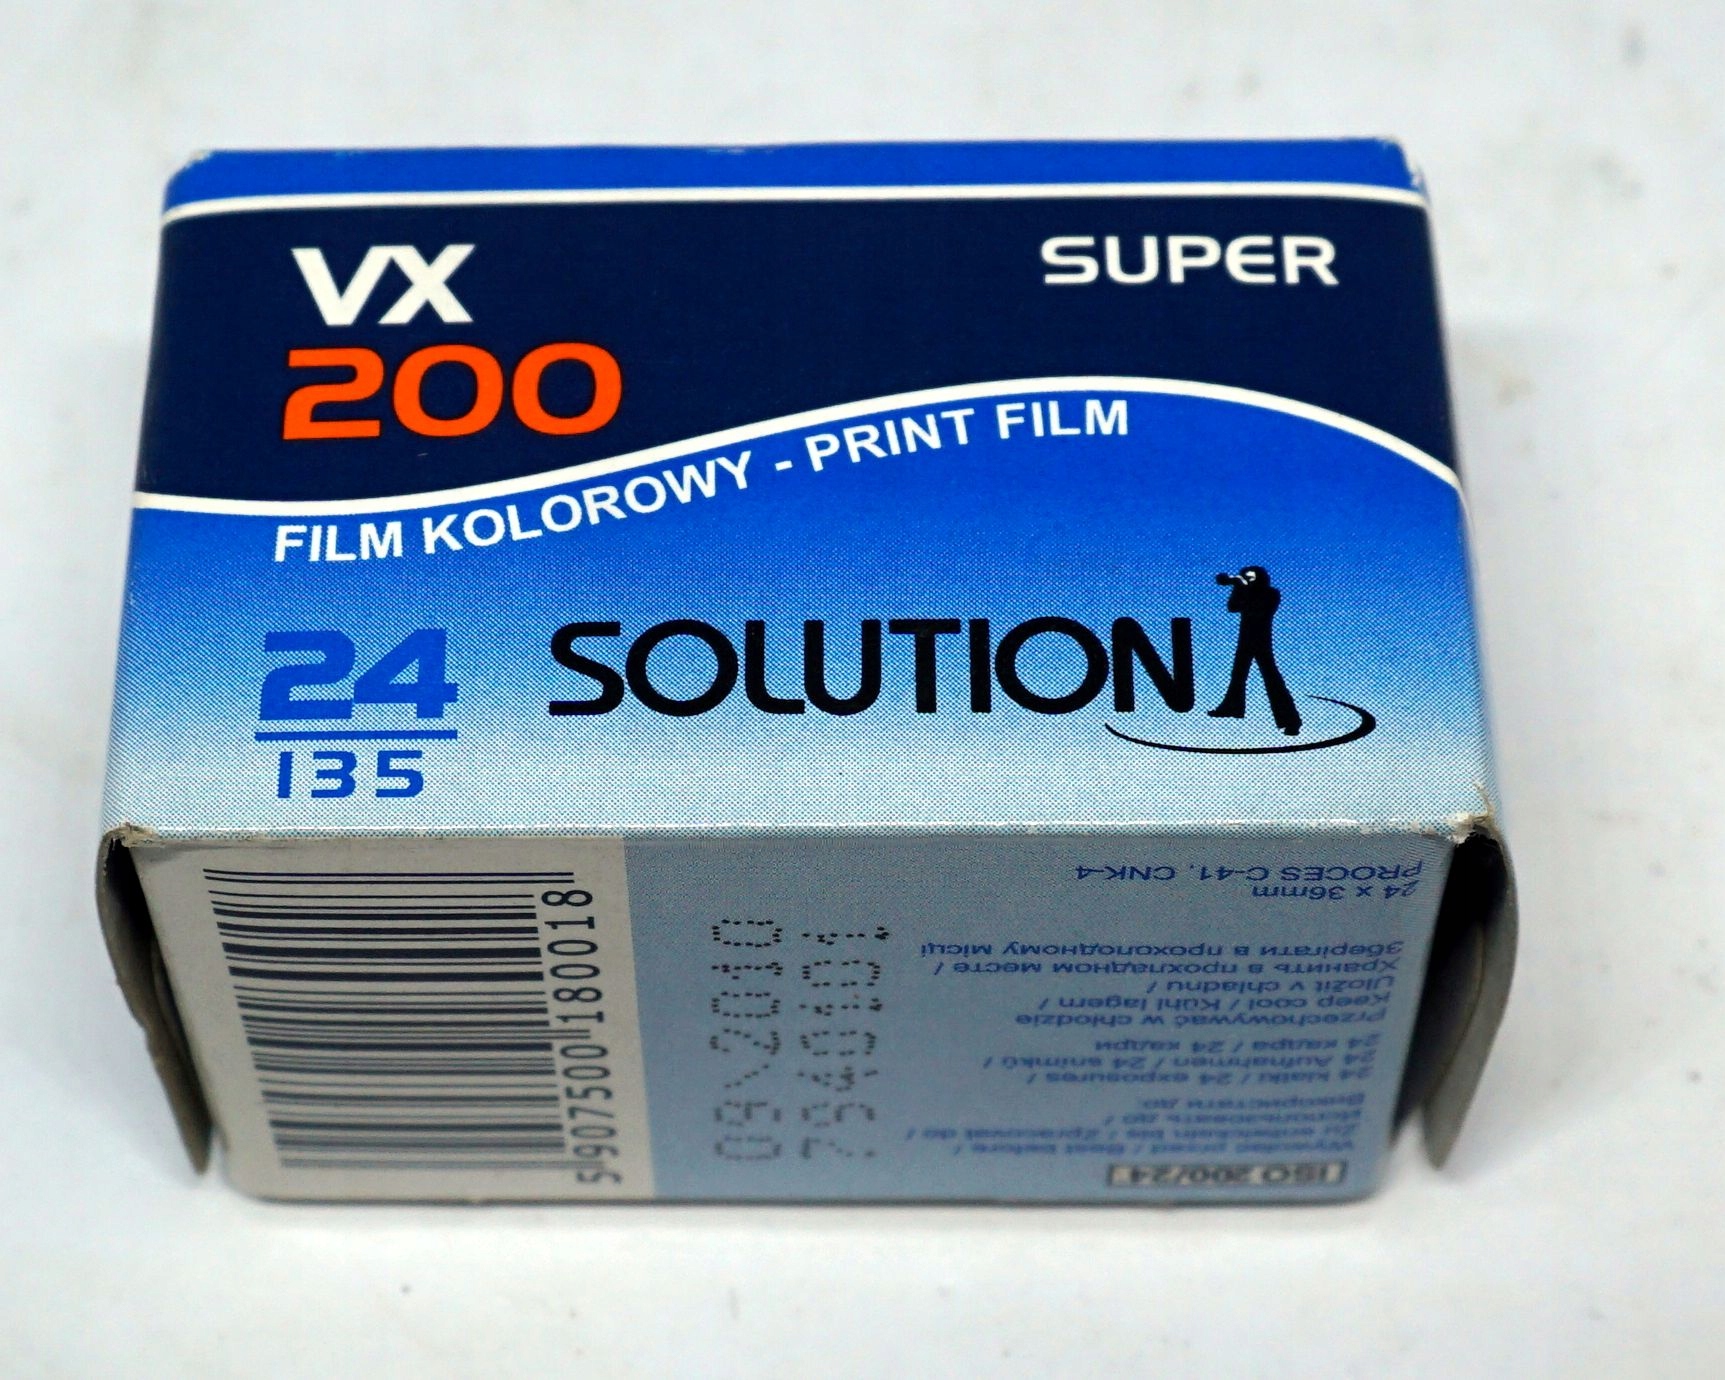 VX
SUPER
200
FILM KOLOROWY - PRINT FILM
24
135
SOLUTION
5 907500 180018
09.2010
ISO 200/24
Wywołać przed / Best before /
Zu entwickeln bis / Zpracovat do /
Использовать до /
Використати до:
24 klatki / 24 exposures /
24 Aufnahmen / 24 snímků /
24 кадра / 24 кадри
Przechowywać w chłodzie
Keep cool / Kühl lagern /
Uložit v chladnu /
Хранить в прохладном месте /
Зберігати в прохолодному місці
24 x 36mm
PROCES C-41, CNK-4